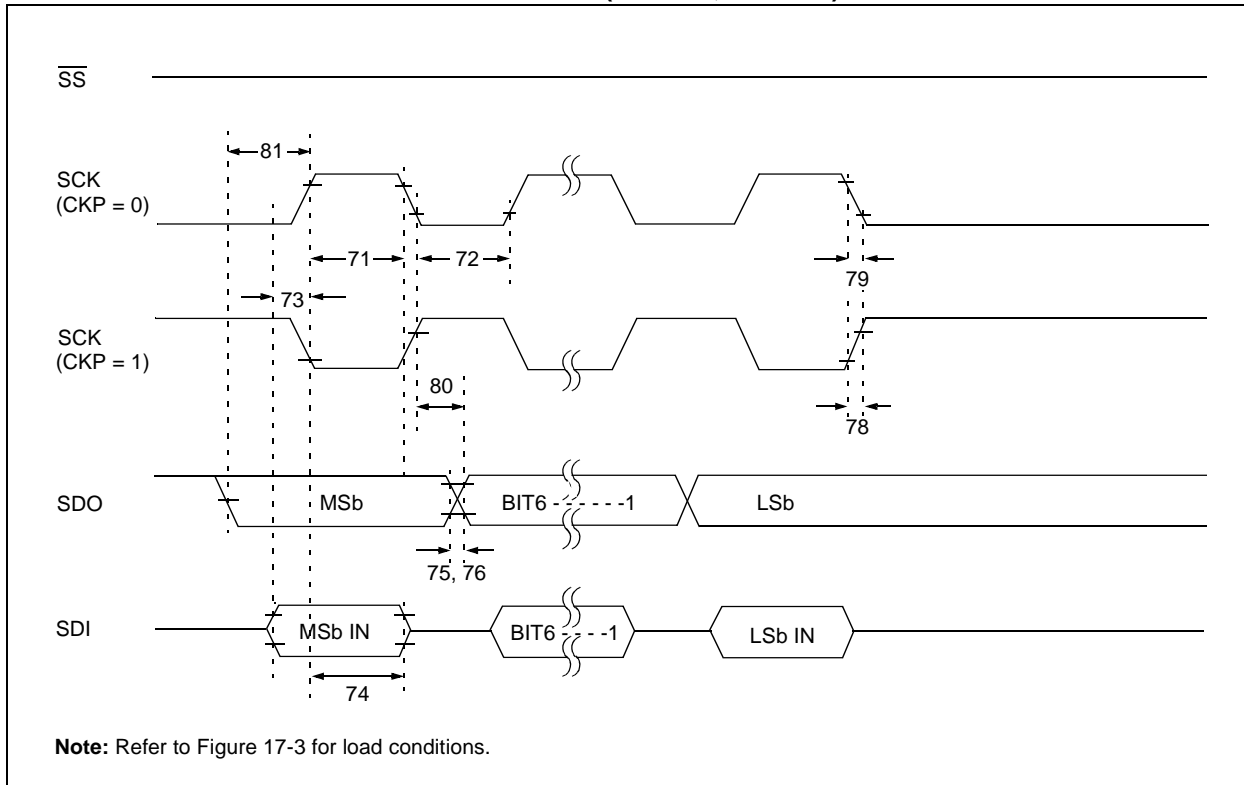 SS
81
SCK
(CKP = 0)
71
72
79
73
SCK
(CKP = 1)
80
78
SDO
MSb
BIT6 - - - - - -1
LSb
75, 76
SDI
MSb IN
BIT6 - - - - -1
LSb IN
74
Note: Refer to Figure 17-3 for load conditions.